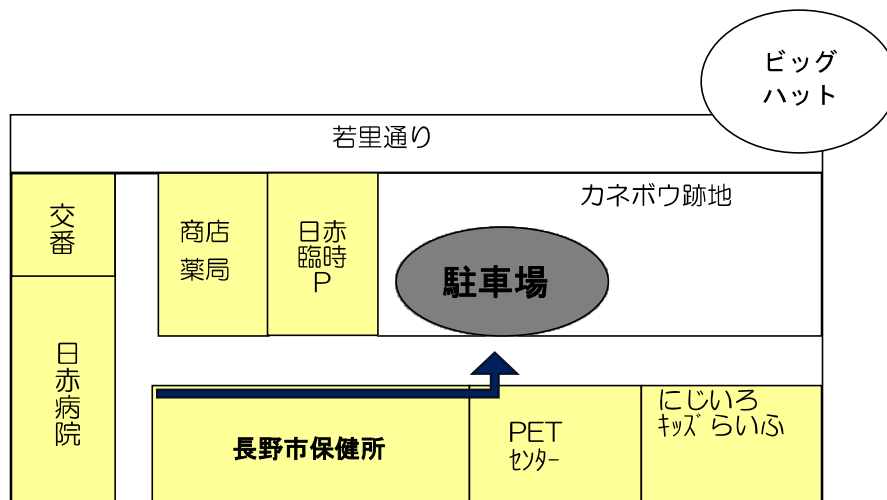 ビッグ
ハット
若里通り
カネボウ跡地
交
番
商店
薬局
日赤
臨時
P
駐車場
日
赤
病
院
長野市保健所
PET
ｾﾝﾀｰ
にじいろ
ｷｯｽﾞらいふ